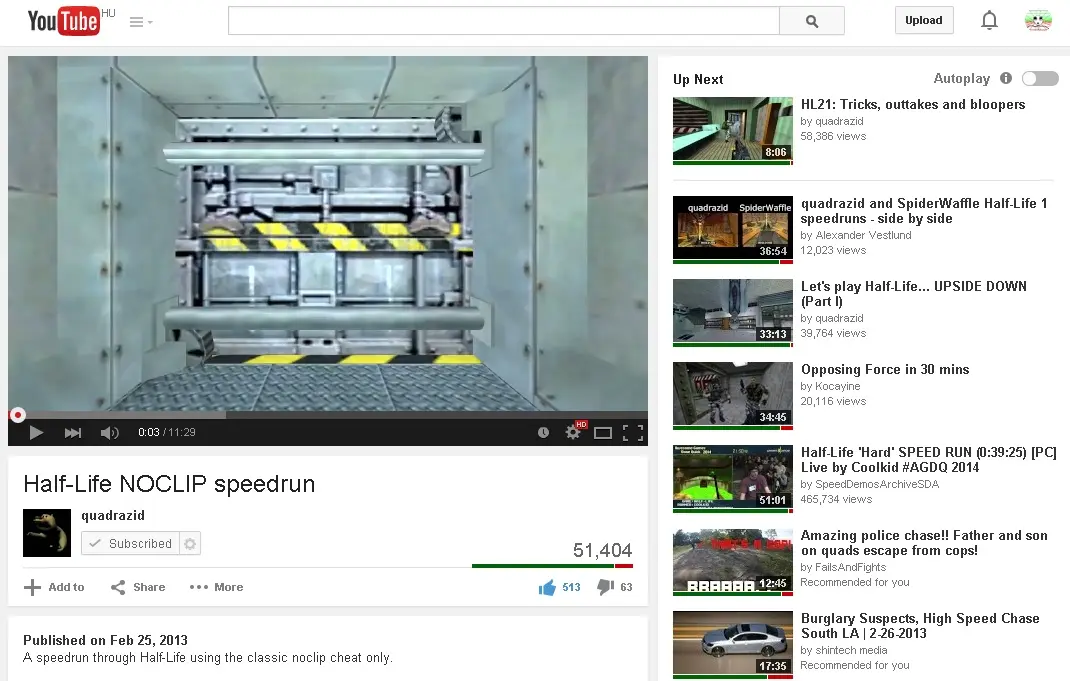 YouTube HU
Upload
0:03 / 11:29
HD
Half-Life NOCLIP speedrun
quadrazid
Subscribed
51,404
Add to
Share
More
513
63
Published on Feb 25, 2013
A speedrun through Half-Life using the classic noclip cheat only.
Up Next
Autoplay
8:06
HL21: Tricks, outtakes and bloopers
by quadrazid
58,386 views
quadrazid SpiderWaffle
36:54
quadrazid and SpiderWaffle Half-Life 1
speedruns - side by side
by Alexander Vestlund
12,023 views
33:13
Let's play Half-Life... UPSIDE DOWN
(Part I)
by quadrazid
39,764 views
34:45
Opposing Force in 30 mins
by Kocayine
20,116 views
51:01
Half-Life 'Hard' SPEED RUN (0:39:25) [PC]
Live by Coolkid #AGDQ 2014
by SpeedDemosArchiveSDA
465,734 views
12:45
Amazing police chase!! Father and son
on quads escape from cops!
by FailsAndFights
Recommended for you
17:35
Burglary Suspects, High Speed Chase
South LA | 2-26-2013
by shintech media
Recommended for you